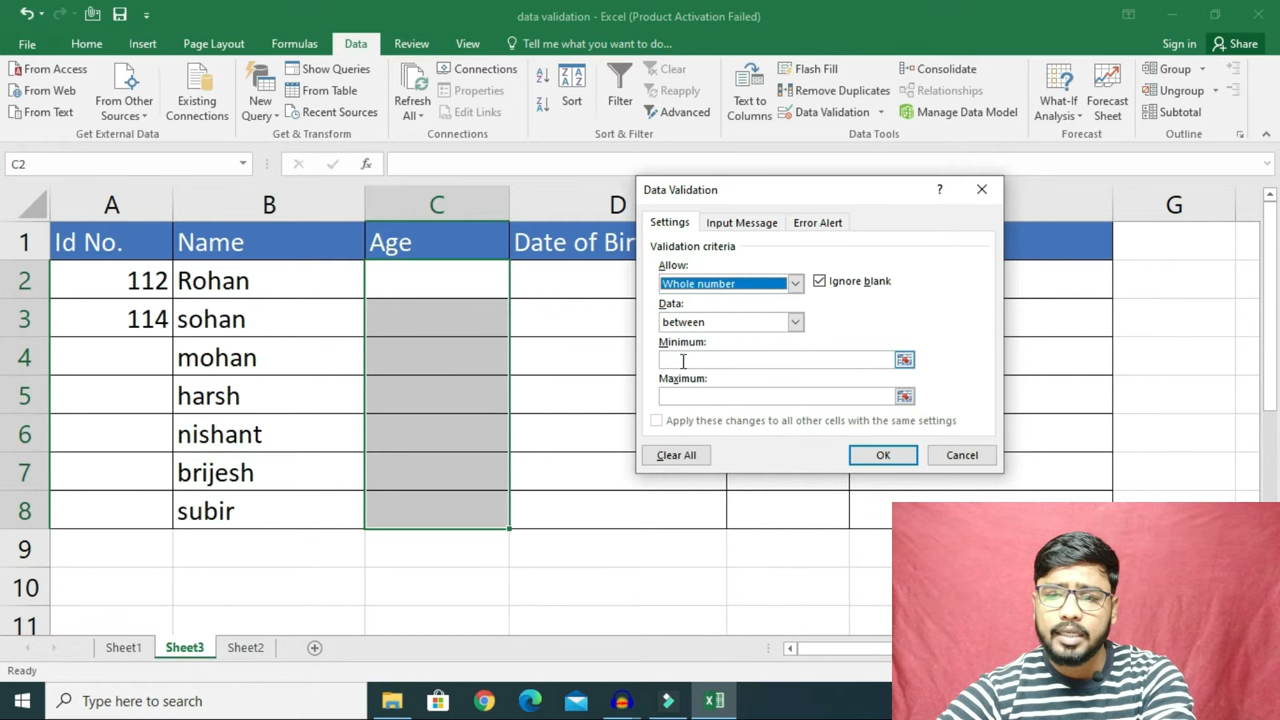 data validation - Excel (Product Activation Failed)
File Home Insert Page Layout Formulas Data Review View Tell me what you want to do... Sign in Share
From Access
From Web
From Text
From Other Sources
Existing Connections
Get External Data
New Query
Show Queries
From Table
Recent Sources
Get & Transform
Refresh All
Connections
Properties
Edit Links
Connections
Sort
Filter
Clear
Reapply
Advanced
Sort & Filter
Text to Columns
Flash Fill
Remove Duplicates
Data Validation
Consolidate
Relationships
Manage Data Model
Data Tools
What-If Analysis
Forecast Sheet
Forecast
Group
Ungroup
Subtotal
Outline
C2
fx
A B C D G
1 Id No. Name Age Date of Bir
2 112 Rohan
3 114 sohan
4 mohan
5 harsh
6 nishant
7 brijesh
8 subir
9
10
11
Data Validation ?
Settings Input Message Error Alert
Validation criteria
Allow:
Whole number Ignore blank
Data:
between
Minimum:
Maximum:
Apply these changes to all other cells with the same settings
Clear All OK Cancel
Sheet1 Sheet3 Sheet2
Ready
Type here to search